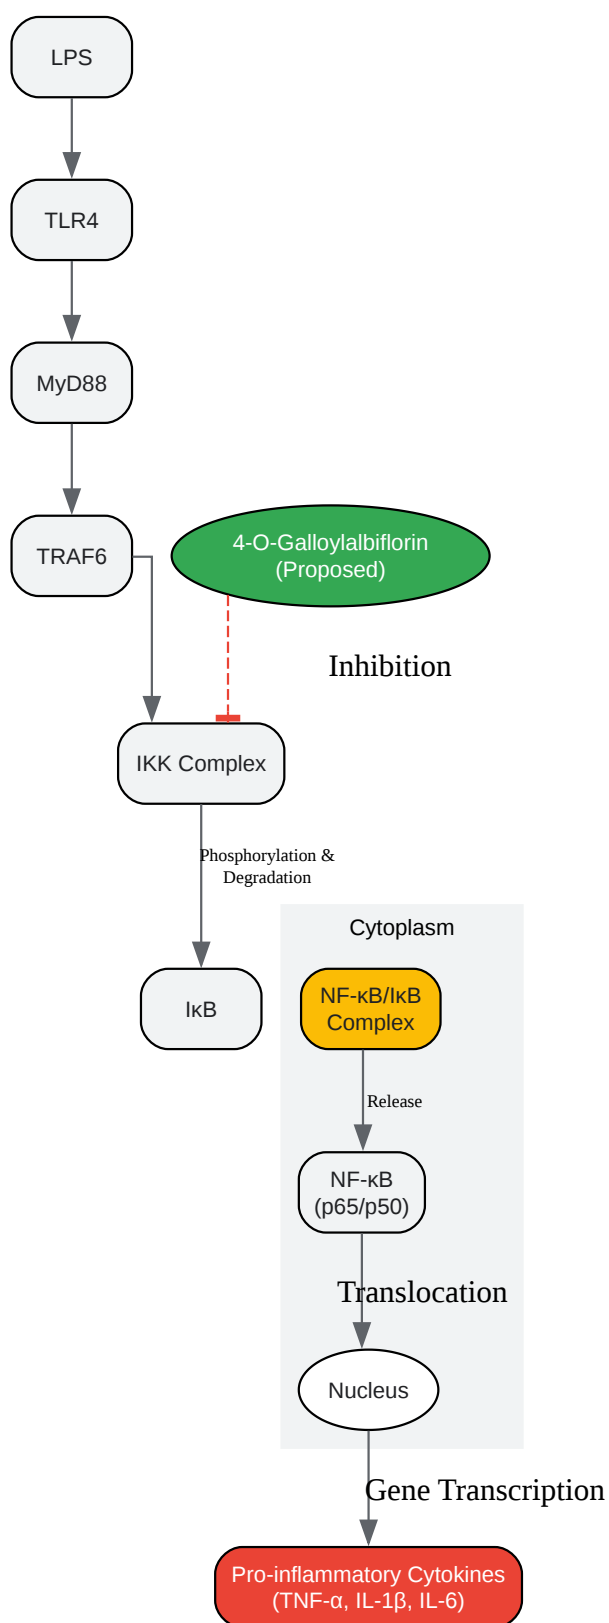 LPS
TLR4
MyD88
TRAF6
4-O-Galloylalbiflorin
(Proposed)
Inhibition
IKK Complex
Phosphorylation &
Degradation
Cytoplasm
IκB
NF-κB/IκB
Complex
Release
NF-κB
(p65/p50)
Translocation
Nucleus
Gene Transcription
Pro-inflammatory Cytokines
(TNF-α, IL-1β, IL-6)